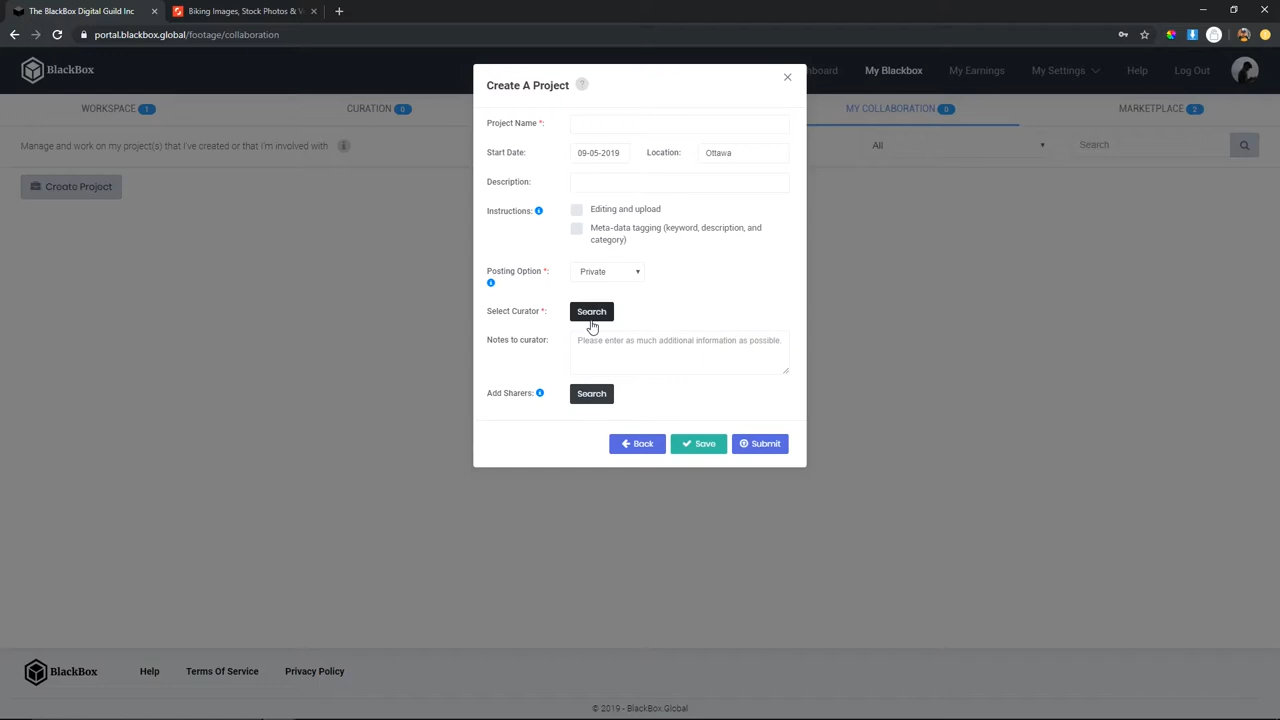 The BlackBox Digital Guild Inc
Biking Images, Stock Photos & V
portal.blackbox.global/footage/collaboration
BlackBox
shboard
My Blackbox
My Earnings
My Settings
Help
Log Out
WORKSPACE 1
CURATION 0
MY COLLABORATION 0
MARKETPLACE 2
Manage and work on my project(s) that I've created or that I'm involved with
All
Search
Create Project
Create A Project ?
Project Name *:
Start Date:
09-05-2019
Location:
Ottawa
Description:
Instructions:
Editing and upload
Meta-data tagging (keyword, description, and
category)
Posting Option *:
Private
Select Curator *:
Search
Notes to curator:
Please enter as much additional information as possible.
Add Sharers:
Search
Back
Save
Submit
BlackBox
Help
Terms Of Service
Privacy Policy
© 2019 - BlackBox.Global